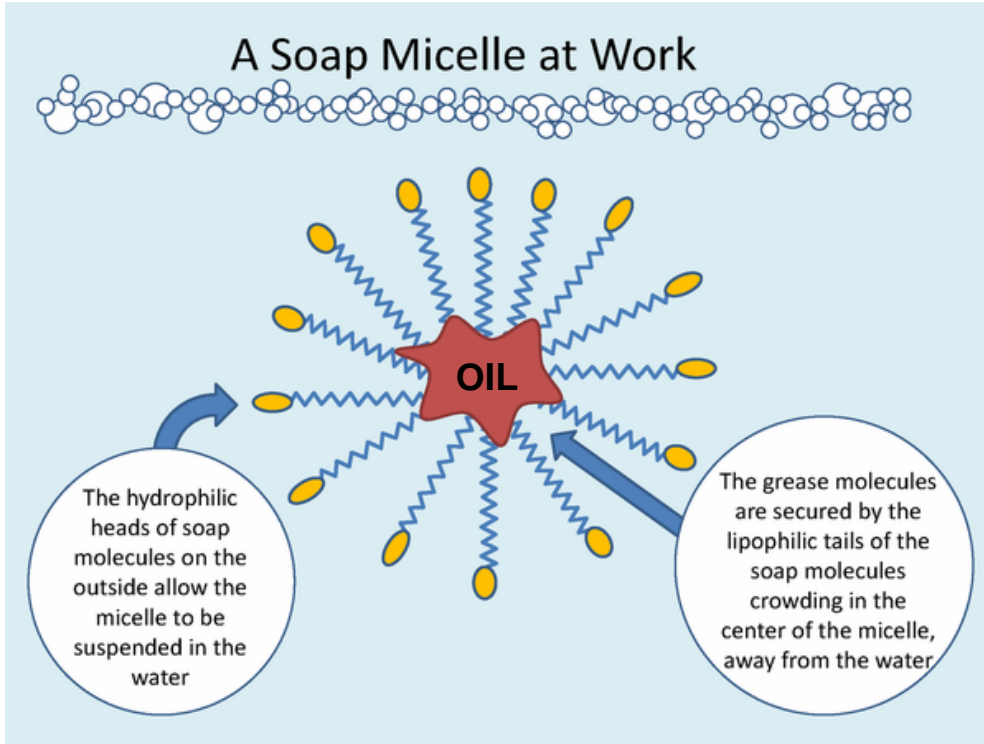 A Soap Micelle at Work
OIL
The hydrophilic
heads of soap
molecules on the
outside allow the
micelle to be
suspended in the
water
The grease molecules
are secured by the
lipophilic tails of the
soap molecules
crowding in the
center of the micelle,
away from the water